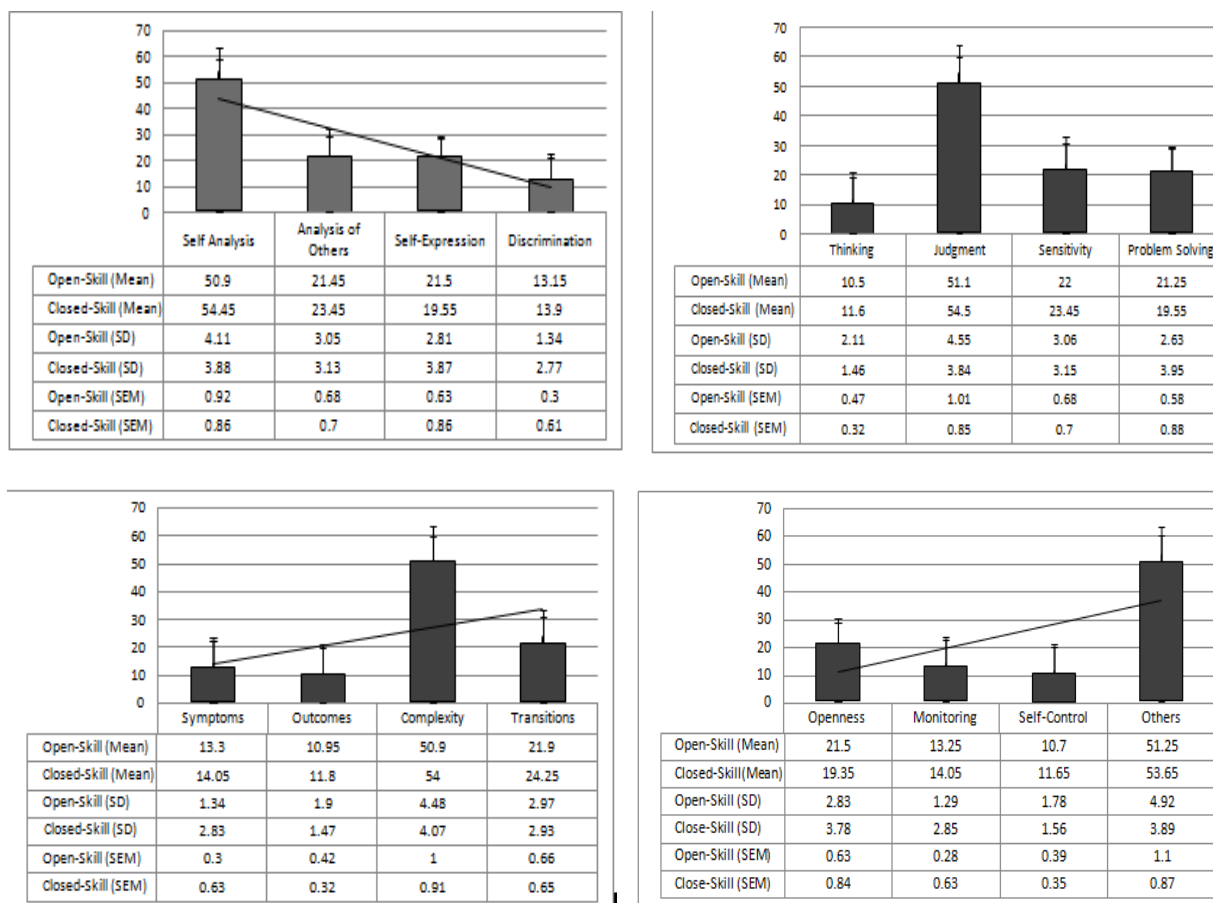 70
60
50
40
30
20
10
0
Self Analysis Analysis of Others Self-Expression Discrimination
Open-Skill (Mean) 50.9 21.45 21.5 13.15
Closed-Skill (Mean) 54.45 23.45 19.55 13.9
Open-Skill (SD) 4.11 3.05 2.81 1.34
Closed-Skill (SD) 3.88 3.13 3.87 2.77
Open-Skill (SEM) 0.92 0.68 0.63 0.3
Closed-Skill (SEM) 0.86 0.7 0.86 0.61
70
60
50
40
30
20
10
0
Thinking Judgment Sensitivity Problem Solving
Open-Skill (Mean) 10.5 51.1 22 21.25
Closed-Skill (Mean) 11.6 54.5 23.45 19.55
Open-Skill (SD) 2.11 4.55 3.06 2.63
Closed-Skill (SD) 1.46 3.84 3.15 3.95
Open-Skill (SEM) 0.47 1.01 0.68 0.58
Closed-Skill (SEM) 0.32 0.85 0.7 0.88
70
60
50
40
30
20
10
0
Symptoms Outcomes Complexity Transitions
Open-Skill (Mean) 13.3 10.95 50.9 21.9
Closed-Skill (Mean) 14.05 11.8 54 24.25
Open-Skill (SD) 1.34 1.9 4.48 2.97
Closed-Skill (SD) 2.83 1.47 4.07 2.93
Open-Skill (SEM) 0.3 0.42 1 0.66
Closed-Skill (SEM) 0.63 0.32 0.91 0.65
70
60
50
40
30
20
10
0
Openness Monitoring Self-Control Others
Open-Skill (Mean) 21.5 13.25 10.7 51.25
Closed-Skill(Mean) 19.35 14.05 11.65 53.65
Open-Skill (SD) 2.83 1.29 1.78 4.92
Close-Skill (SD) 3.78 2.85 1.56 3.89
Open-Skill (SEM) 0.63 0.28 0.39 1.1
Close-Skill (SEM) 0.84 0.63 0.35 0.87